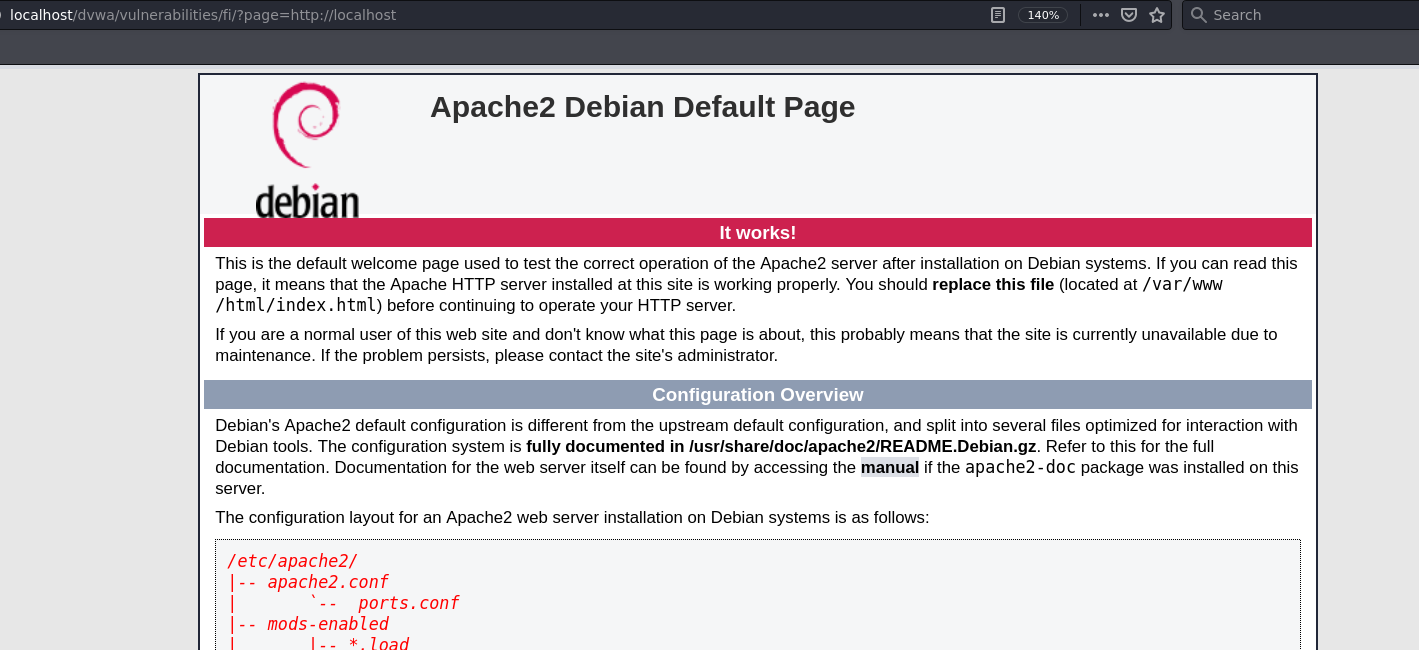 localhost/dvwa/vulnerabilities/fi/?page=http://localhost
140%
Search
debian
Apache2 Debian Default Page
It works!
This is the default welcome page used to test the correct operation of the Apache2 server after installation on Debian systems. If you can read this
page, it means that the Apache HTTP server installed at this site is working properly. You should replace this file (located at /var/www
/html/index.html) before continuing to operate your HTTP server.
If you are a normal user of this web site and don't know what this page is about, this probably means that the site is currently unavailable due to
maintenance. If the problem persists, please contact the site's administrator.
Configuration Overview
Debian's Apache2 default configuration is different from the upstream default configuration, and split into several files optimized for interaction with
Debian tools. The configuration system is fully documented in /usr/share/doc/apache2/README.Debian.gz. Refer to this for the full
documentation. Documentation for the web server itself can be found by accessing the manual if the apache2-doc package was installed on this
server.
The configuration layout for an Apache2 web server installation on Debian systems is as follows:
/etc/apache2/
|-- apache2.conf
|       `--  ports.conf
|-- mods-enabled
|       |-- *.load